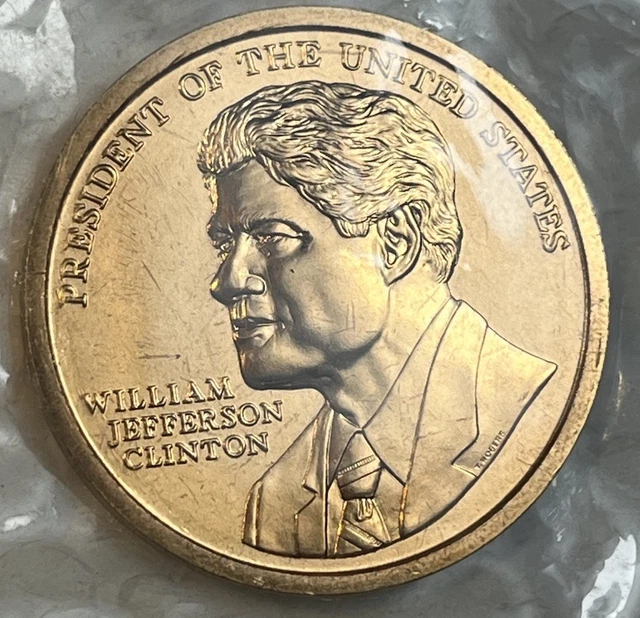 PRESIDENT OF THE UNITED STATES
WILLIAM
JEFFERSON
CLINTON